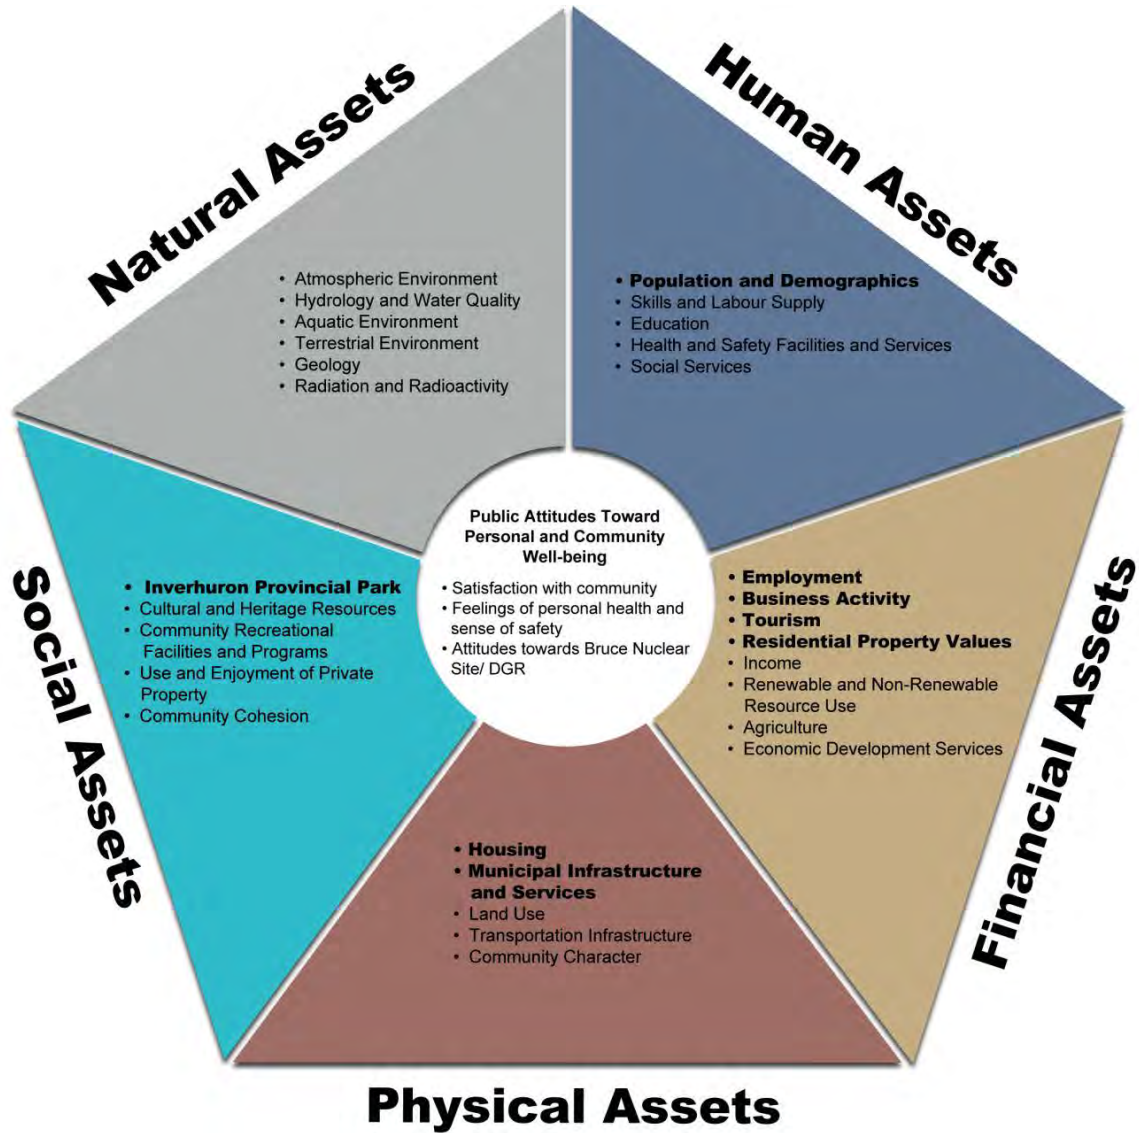 Natural Assets
• Atmospheric Environment
• Hydrology and Water Quality
• Aquatic Environment
• Terrestrial Environment
• Geology
• Radiation and Radioactivity
Human Assets
• Population and Demographics
• Skills and Labour Supply
• Education
• Health and Safety Facilities and Services
• Social Services
Public Attitudes Toward
Personal and Community
Well-being
• Satisfaction with community
• Feelings of personal health and
sense of safety
• Attitudes towards Bruce Nuclear
Site/ DGR
Social Assets
• Inverhuron Provincial Park
• Cultural and Heritage Resources
• Community Recreational
Facilities and Programs
• Use and Enjoyment of Private
Property
• Community Cohesion
Financial Assets
• Employment
• Business Activity
• Tourism
• Residential Property Values
• Income
• Renewable and Non-Renewable
Resource Use
• Agriculture
• Economic Development Services
• Housing
• Municipal Infrastructure
and Services
• Land Use
• Transportation Infrastructure
• Community Character
Physical Assets